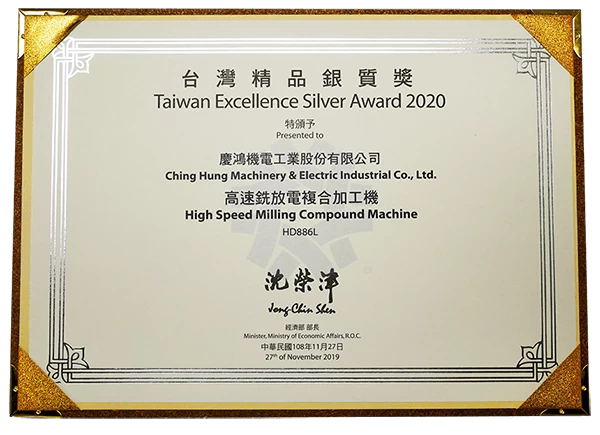 台灣精品銀質獎
Taiwan Excellence Silver Award 2020
特頒予
Presented to
慶鴻機電工業股份有限公司
Ching Hung Machinery & Electric Industrial Co., Ltd.
高速銑放電複合加工機
High Speed Milling Compound Machine
HD886L
沈榮津
Jong-Chin Shen
經濟部 部長
Minister, Ministry of Economic Affairs, R.O.C.
中華民國108年11月27日
27th of November 2019